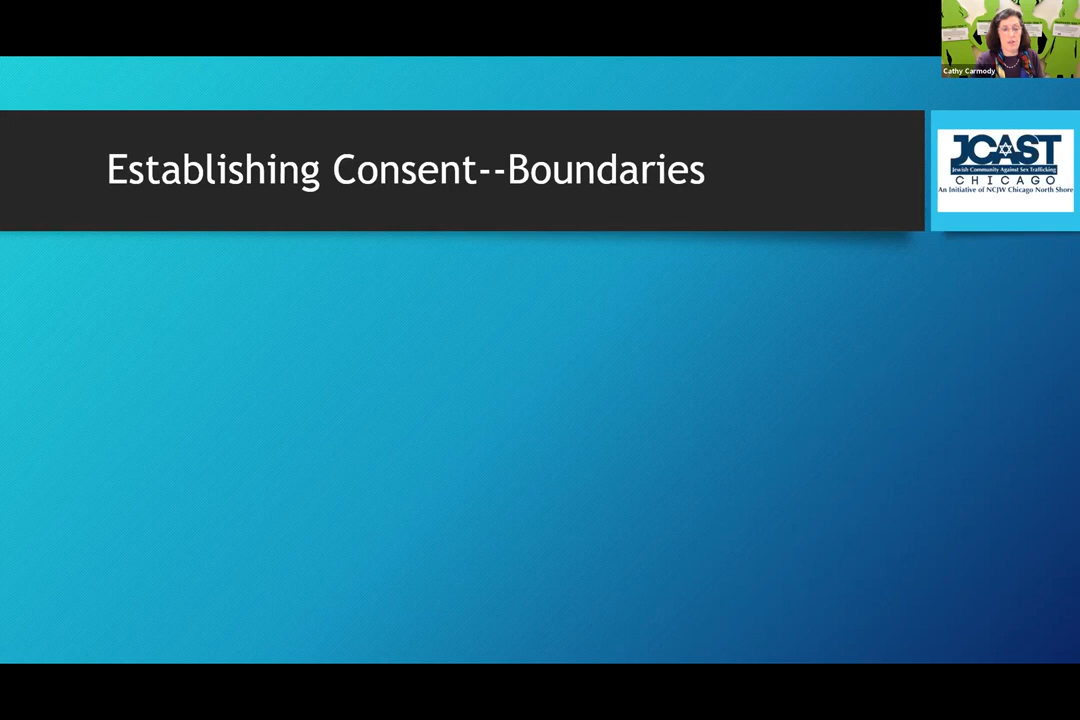 Cathy Carmody
Establishing Consent--Boundaries
JCAST
Jewish Community Against Sex Trafficking
CHICAGO
An Initiative of NCJW Chicago North Shore